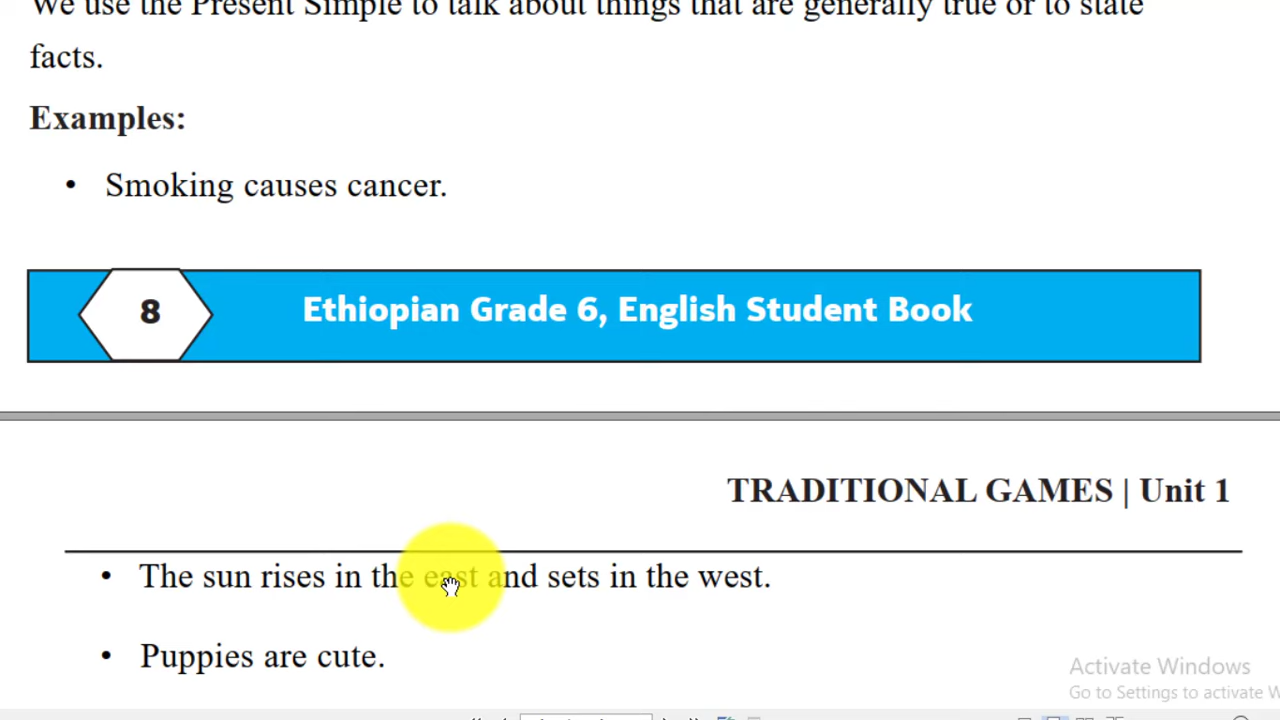 We use the Present Simple to talk about things that are generally true or to state
facts.
Examples:
• Smoking causes cancer.
8 Ethiopian Grade 6, English Student Book
TRADITIONAL GAMES | Unit 1
• The sun rises in the east and sets in the west.
• Puppies are cute.
Activate Windows
Go to Settings to activate W